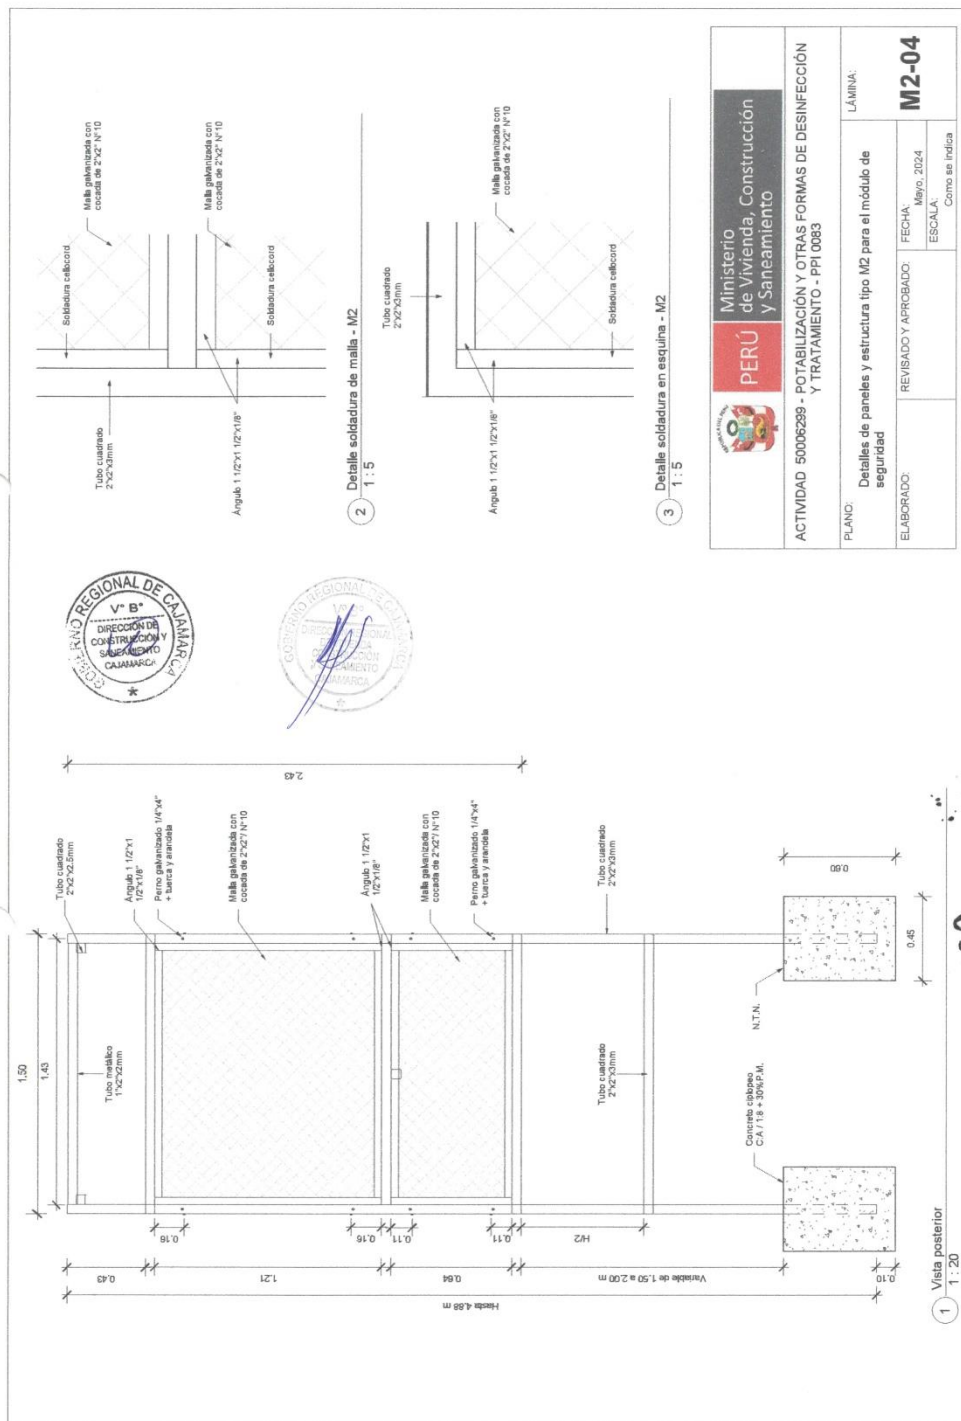 1.50
1.43
Tubo metálico
1"x2"x2mm
Tubo cuadrado
2"x2"x2.5mm
Ángulo 1 1/2"x1
1/2"x1/8"
Perno galvanizado 1/4"x4"
+ tuerca y arandela
Malla galvanizada con
cocada de 2"x2"/ N°10
Ángulo 1 1/2"x1
1/2"x1/8"
Malla galvanizada con
cocada de 2"x2"/ N°10
Perno galvanizado 1/4"x4"
+ tuerca y arandela
Tubo cuadrado
2"x2"x3mm
Tubo cuadrado
2"x2"x3mm
Concreto ciplopeo
C:A / 1:8 + 30%P.M.
N.T.N.
2.43
0.60
0.45
0.43
1.21
0.64
Variable de 1.50 a 2.00 m
0.10
0.16
0.16
0.11
0.11
H/2
Hasta 4.88 m
1
Vista posterior
1 : 20
GOBIERNO REGIONAL DE CAJAMARCA
V° B°
DIRECCIÓN DE
CONSTRUCCIÓN Y
SANEAMIENTO
CAJAMARCA
GOBIERNO REGIONAL DE CAJAMARCA
CAJAMARCA
Tubo cuadrado
2"x2"x3mm
Soldadura cellocord
Malla galvanizada con
cocada de 2"x2" N°10
Malla galvanizada con
cocada de 2"x2" N°10
Ángulo 1 1/2"x1 1/2"x1/8"
Soldadura cellocord
2
Detalle soldadura de malla - M2
1 : 5
Tubo cuadrado
2"x2"x3mm
Malla galvanizada con
cocada de 2"x2" N°10
Ángulo 1 1/2"x1 1/2"x1/8"
Soldadura cellocord
3
Detalle soldadura en esquina - M2
1 : 5
PERÚ
Ministerio
de Vivienda, Construcción
y Saneamiento
ACTIVIDAD 50006299 - POTABILIZACIÓN Y OTRAS FORMAS DE DESINFECCIÓN
Y TRATAMIENTO - PPI 0083
PLANO:
Detalles de paneles y estructura tipo M2 para el módulo de
seguridad
LÁMINA:
M2-04
ELABORADO:
REVISADO Y APROBADO:
FECHA:
Mayo, 2024
ESCALA:
Como se indica